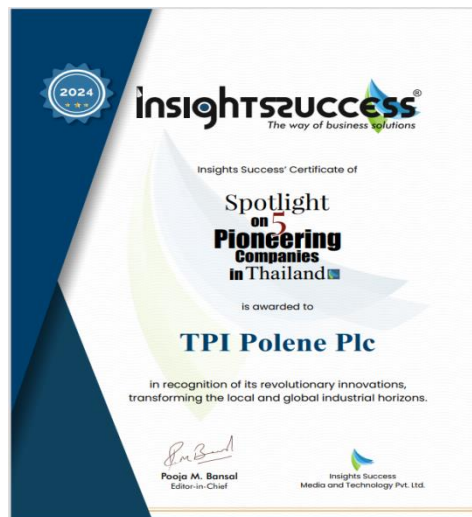 2024
insightssuccess®
The way of business solutions
Insights Success' Certificate of
Spotlight
on 5
Pioneering
Companies
in Thailand
is awarded to
TPI Polene Plc
in recognition of its revolutionary innovations,
transforming the local and global industrial horizons.
Pooja M. Bansal
Editor-in-Chief
Insights Success
Media and Technology Pvt. Ltd.